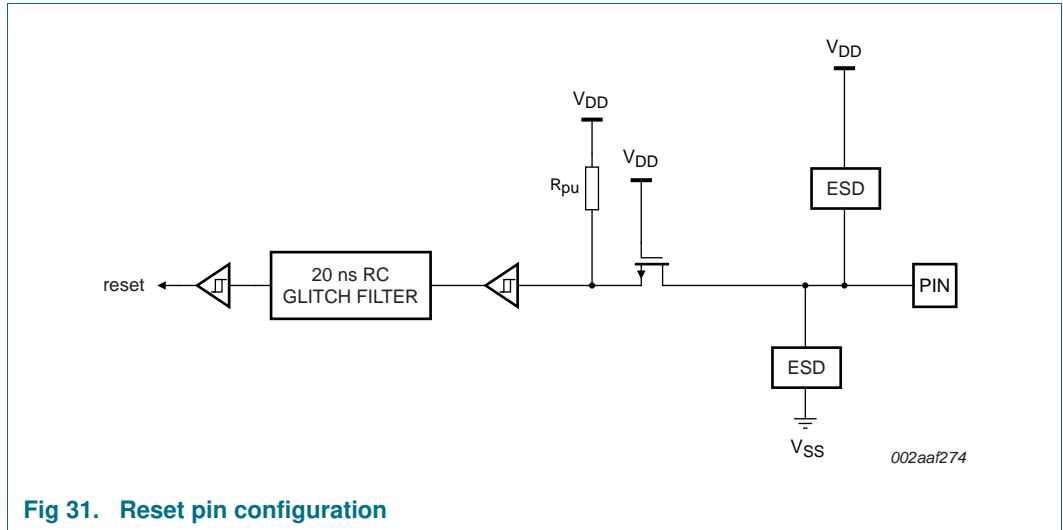 VDD
VDD
VDD
Rpu
ESD
reset
20 ns RC
GLITCH FILTER
PIN
ESD
VSS
002aaf274
Fig 31. Reset pin configuration